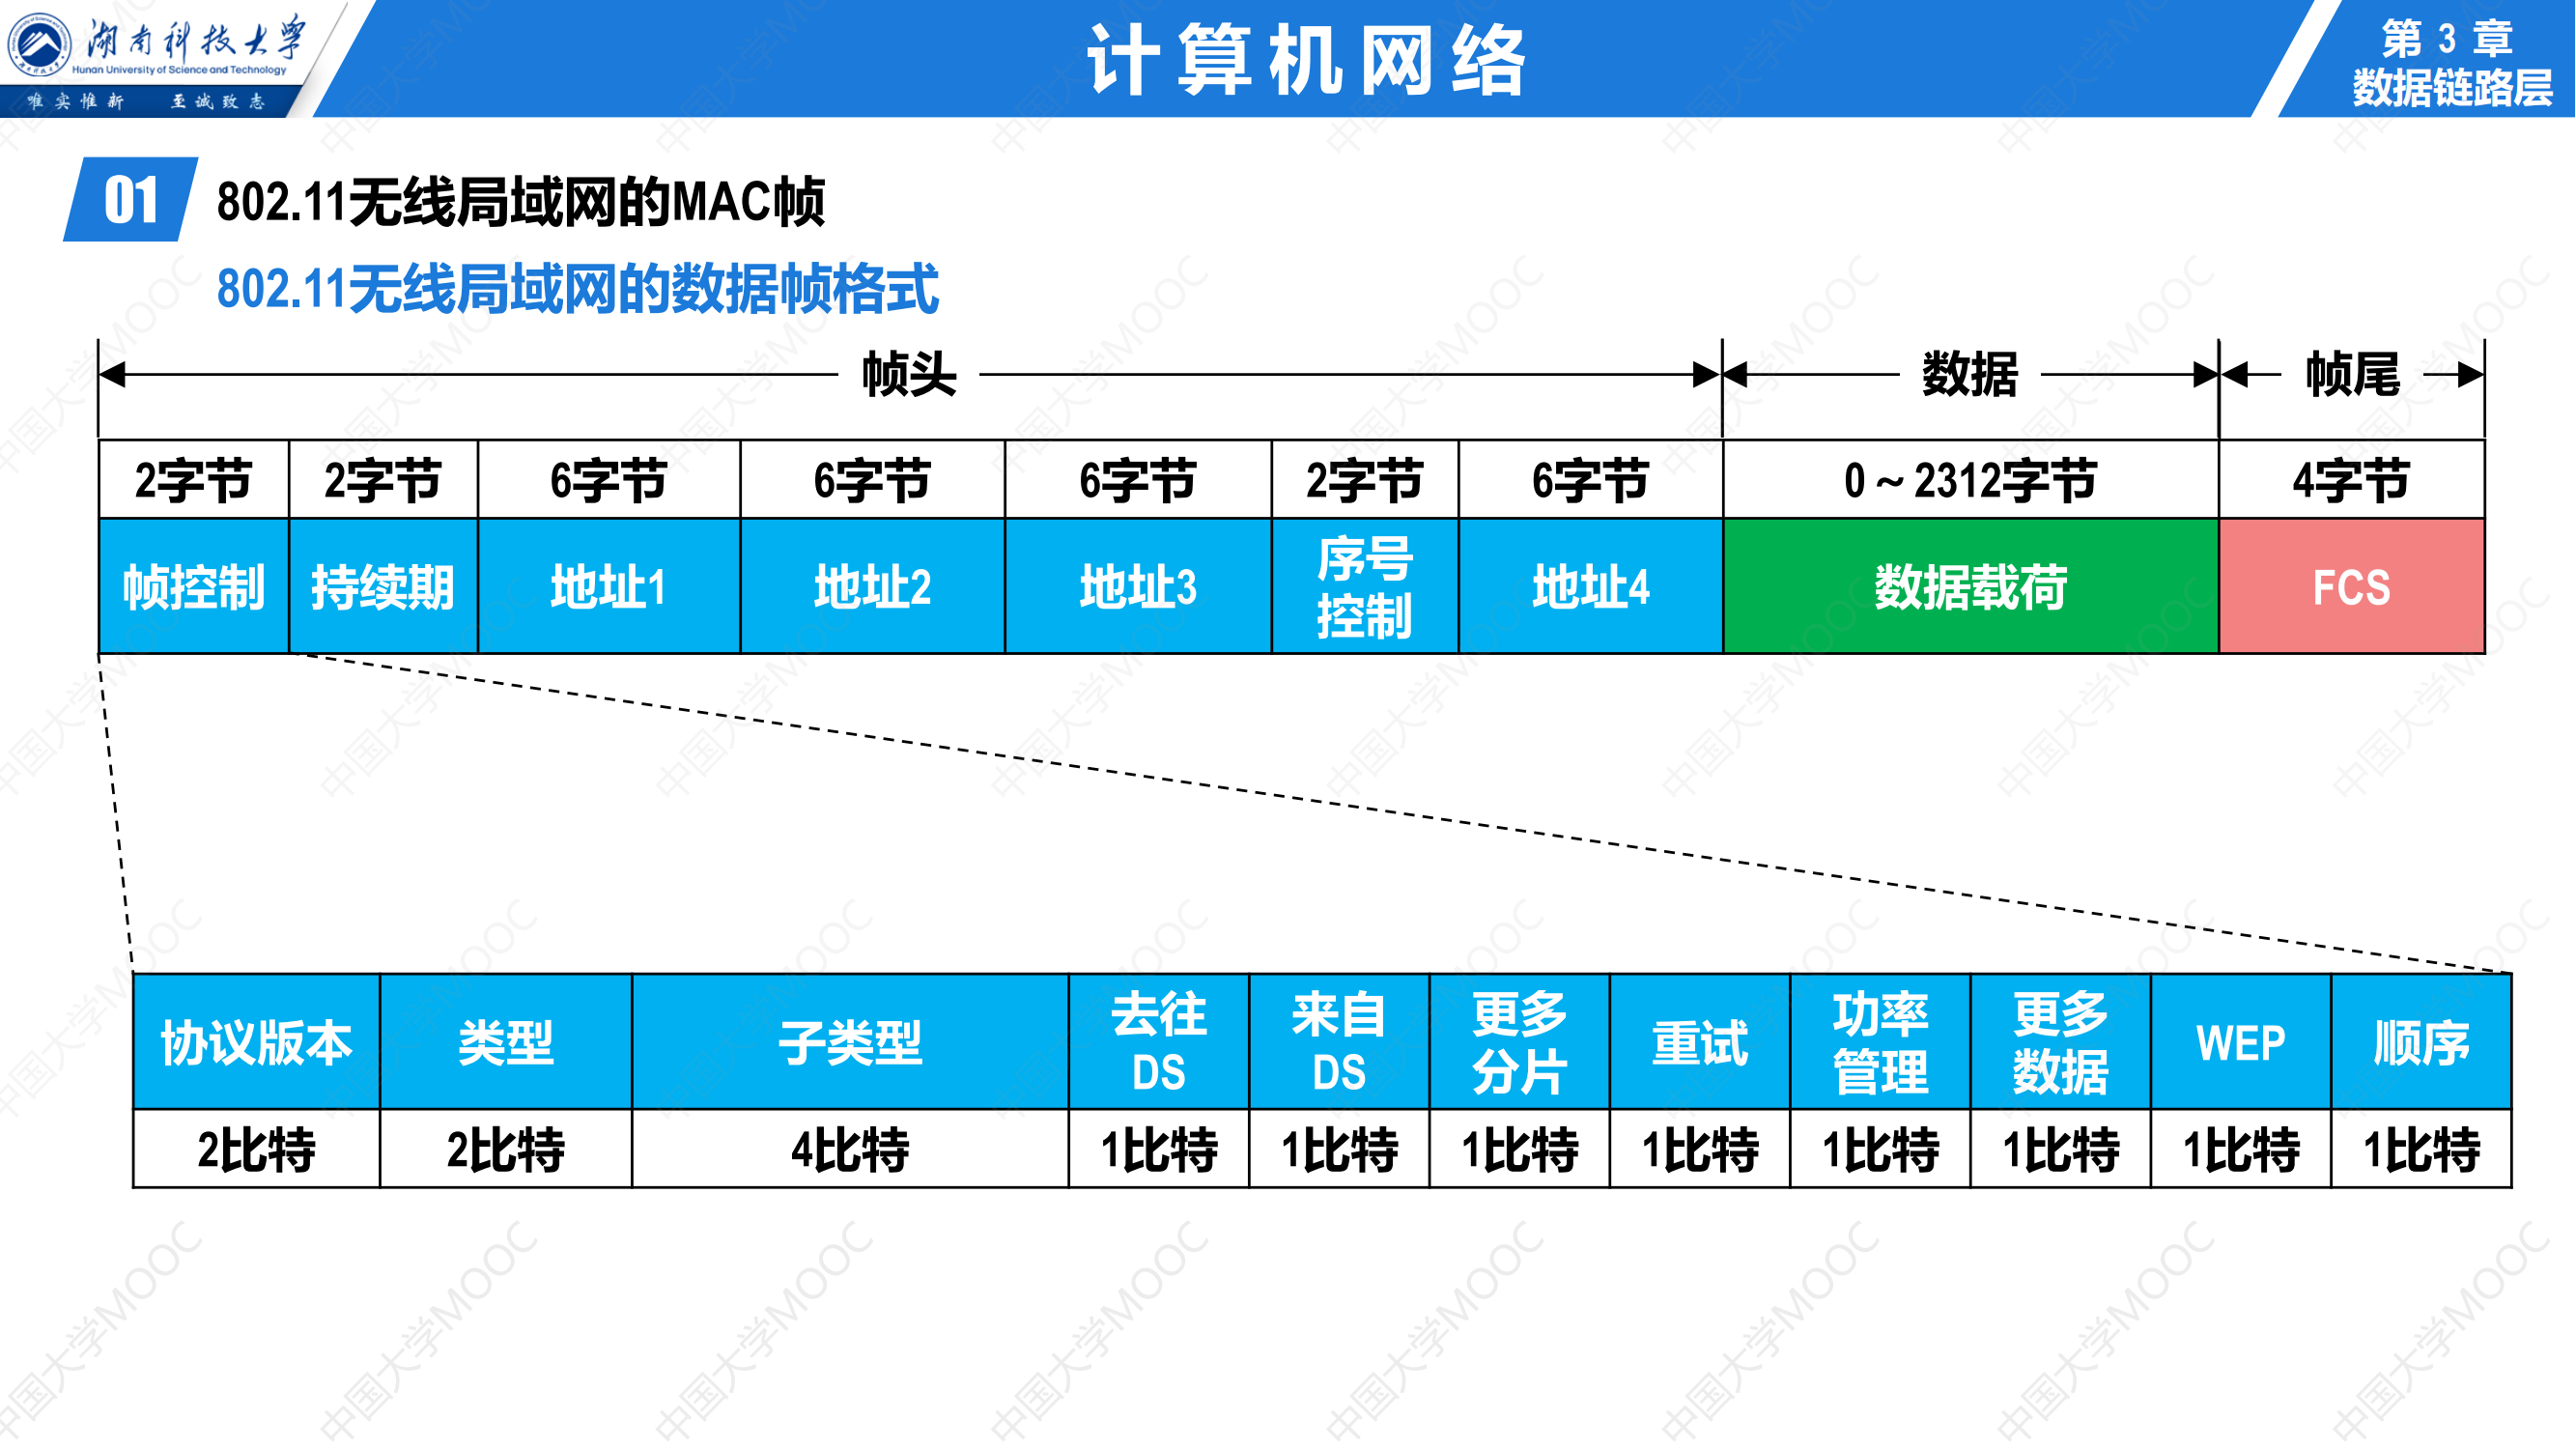 湖南科技大学
Hunan University of Science and Technology
唯实惟新 至诚致志
计算机网络
第 3 章
数据链路层
01
802.11无线局域网的MAC帧
802.11无线局域网的数据帧格式
帧头 数据 帧尾
2字节 2字节 6字节 6字节 6字节 2字节 6字节 0～2312字节 4字节
帧控制 持续期 地址1 地址2 地址3 序号控制 地址4 数据载荷 FCS
协议版本 类型 子类型 去往DS 来自DS 更多分片 重试 功率管理 更多数据 WEP 顺序
2比特 2比特 4比特 1比特 1比特 1比特 1比特 1比特 1比特 1比特 1比特
中国大学MOOC